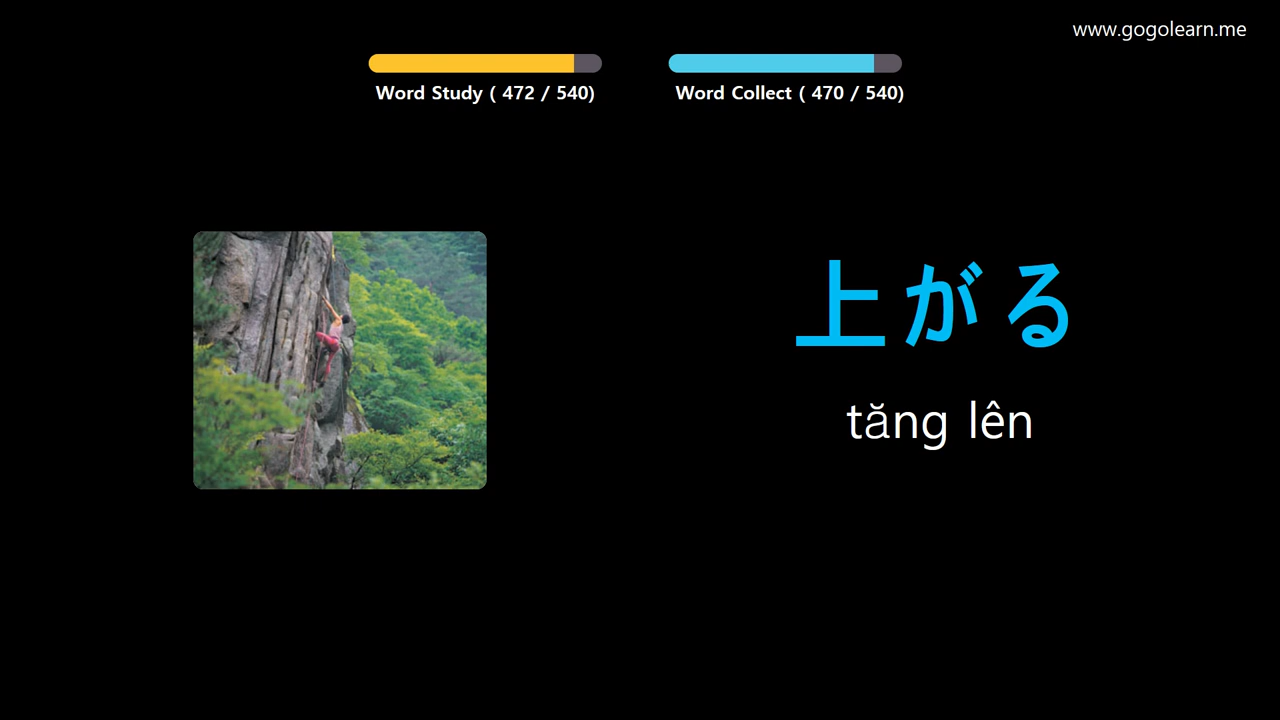 www.gogolearn.me
Word Study ( 472 / 540)
Word Collect ( 470 / 540)
上がる
tăng lên